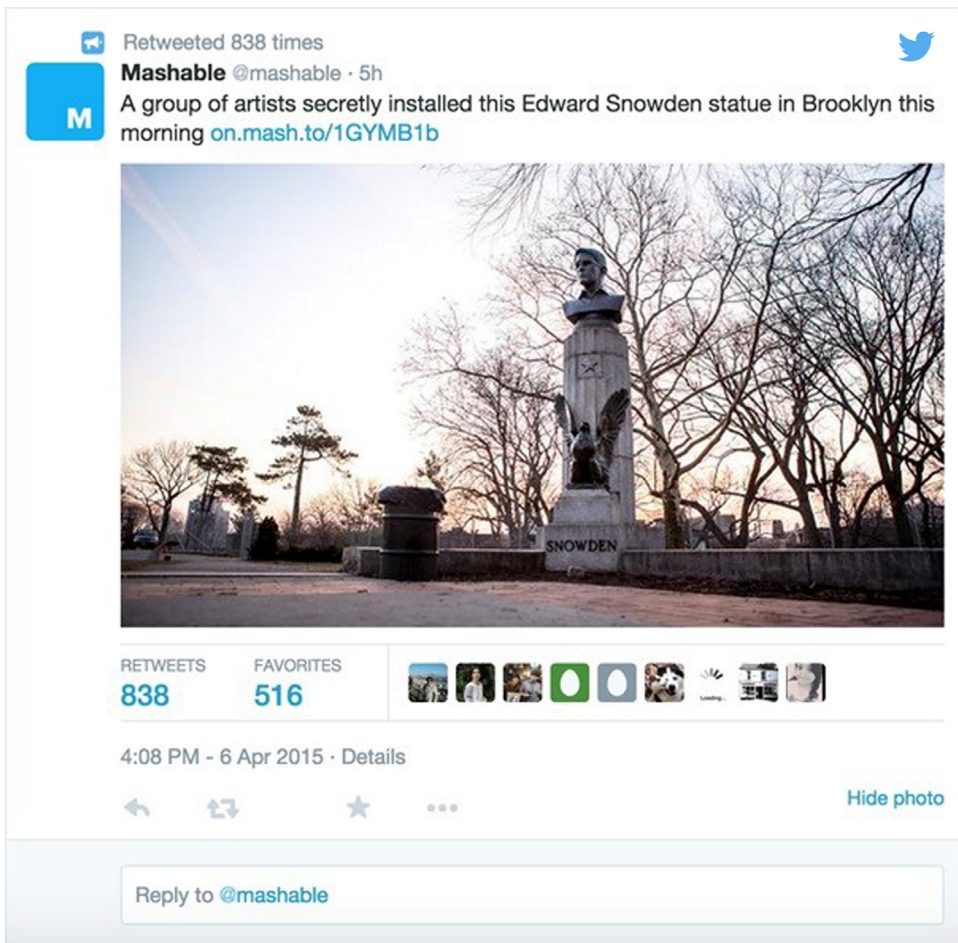 Retweeted 838 times
Mashable @mashable · 5h
A group of artists secretly installed this Edward Snowden statue in Brooklyn this
morning on.mash.to/1GYMB1b
M
SNOWDEN
RETWEETS FAVORITES
838 516
Loading...
4:08 PM - 6 Apr 2015 · Details
Hide photo
Reply to @mashable